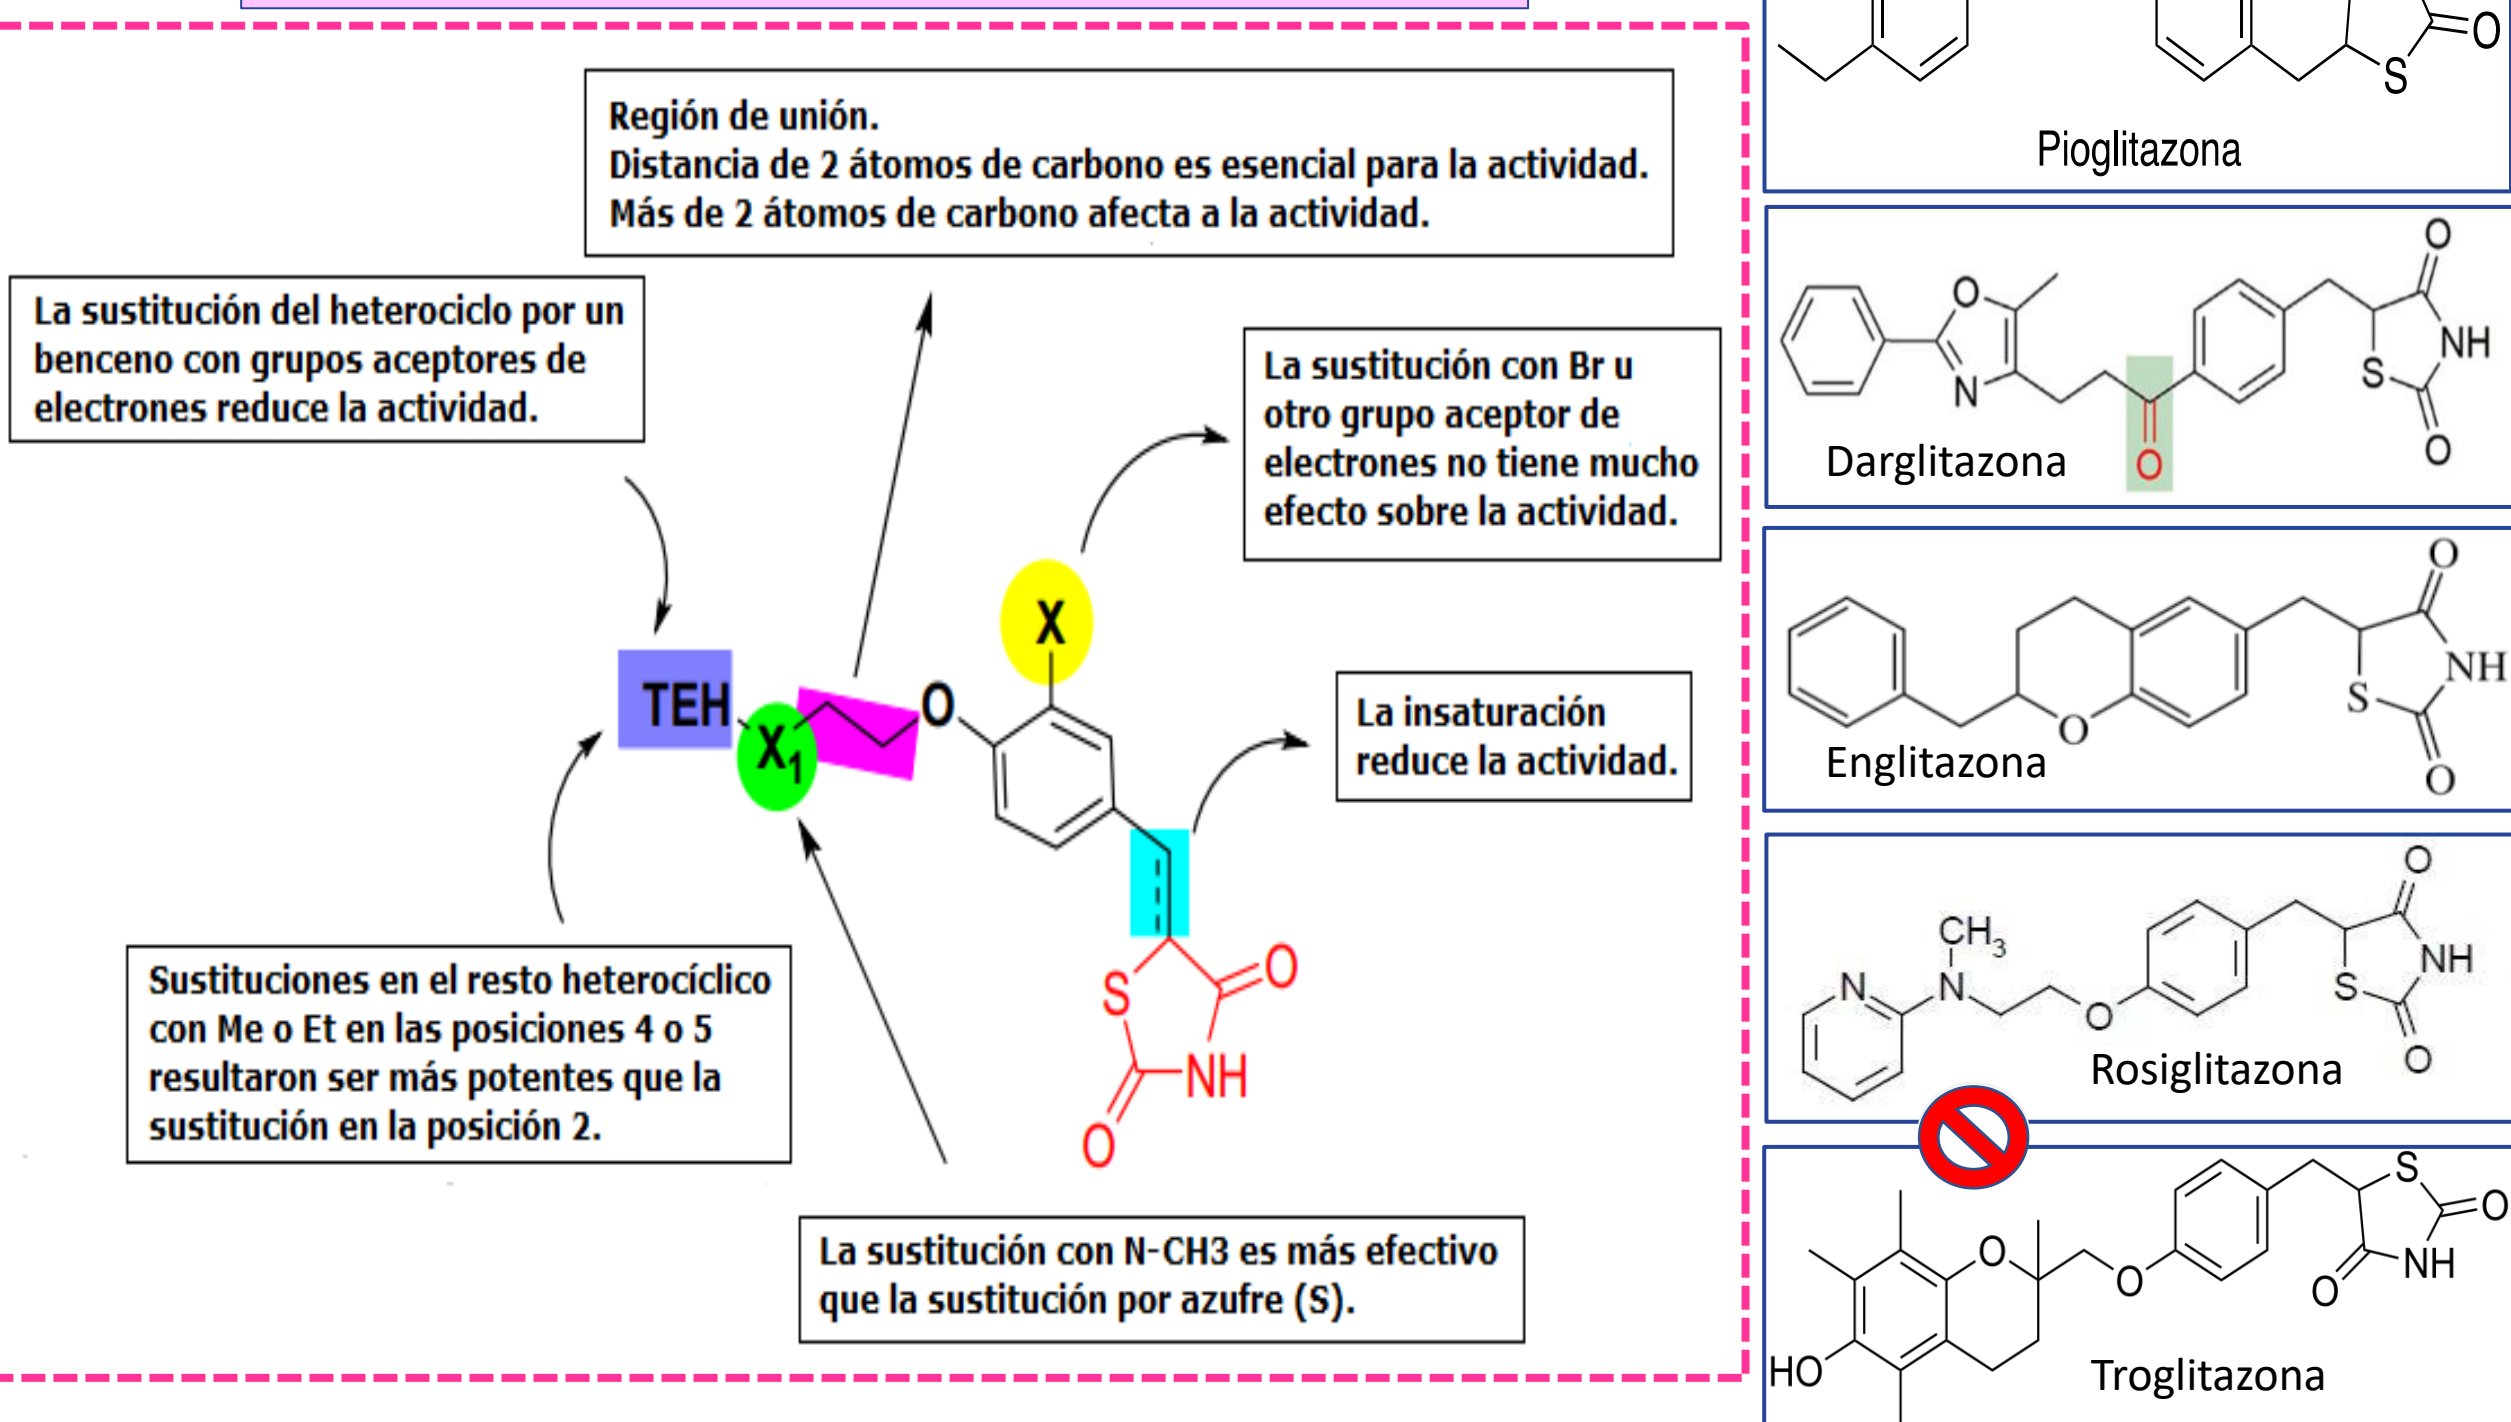 Región de unión.
Distancia de 2 átomos de carbono es esencial para la actividad.
Más de 2 átomos de carbono afecta a la actividad.
La sustitución del heterociclo por un
benceno con grupos aceptores de
electrones reduce la actividad.
La sustitución con Br u
otro grupo aceptor de
electrones no tiene mucho
efecto sobre la actividad.
X
TEH
X1
O
La insaturación
reduce la actividad.
S
O
NH
O
Sustituciones en el resto heterocíclico
con Me o Et en las posiciones 4 o 5
resultaron ser más potentes que la
sustitución en la posición 2.
La sustitución con N-CH3 es más efectivo
que la sustitución por azufre (S).
O
S
Pioglitazona
O
O
NH
S
N
O
O
Darglitazona
O
NH
S
O
O
Englitazona
O
CH3
N
N
NH
S
O
O
Rosiglitazona
S
O
O
NH
O
O
HO
Troglitazona